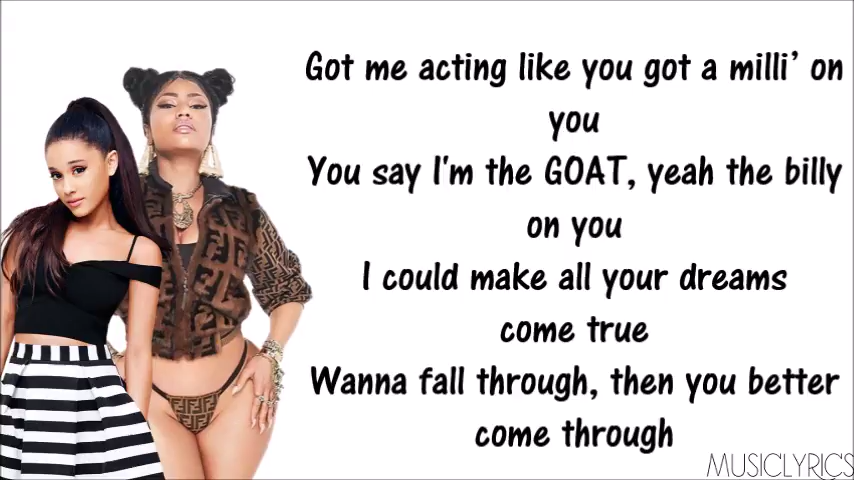 Got me acting like you got a milli' on
you
You say I'm the GOAT, yeah the billy
on you
I could make all your dreams
come true
Wanna fall through, then you better
come through
MUSICLYRICS